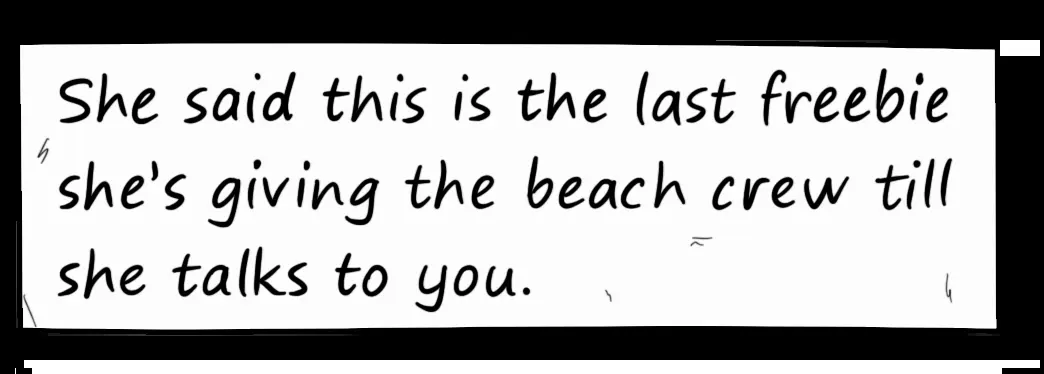 She said this is the last freebie
she's giving the beach crew till
she talks to you.